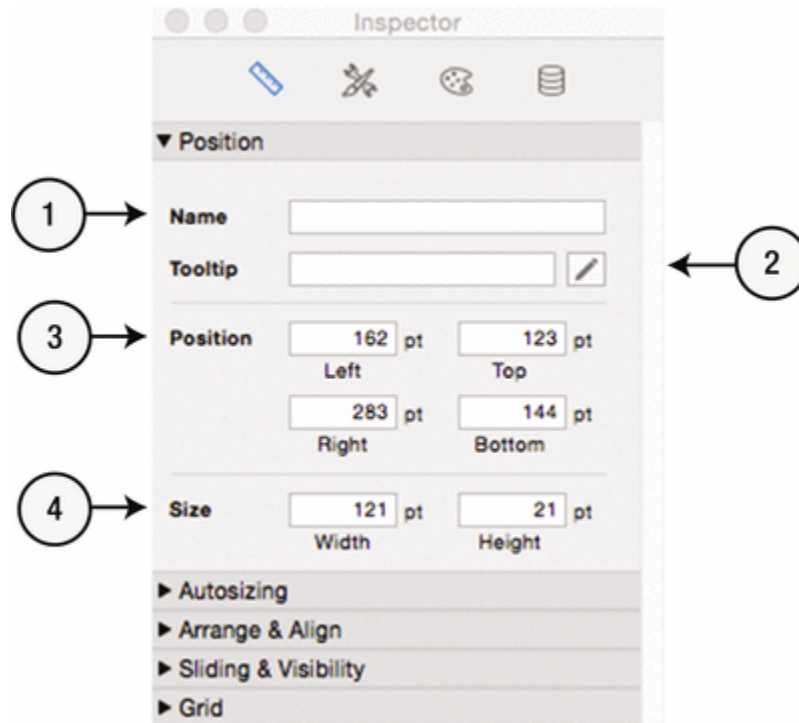 Inspector
Position
1
Name
Tooltip
2
3
Position 162 pt 123 pt
Left Top
283 pt 144 pt
Right Bottom
4
Size 121 pt 21 pt
Width Height
Autosizing
Arrange & Align
Sliding & Visibility
Grid